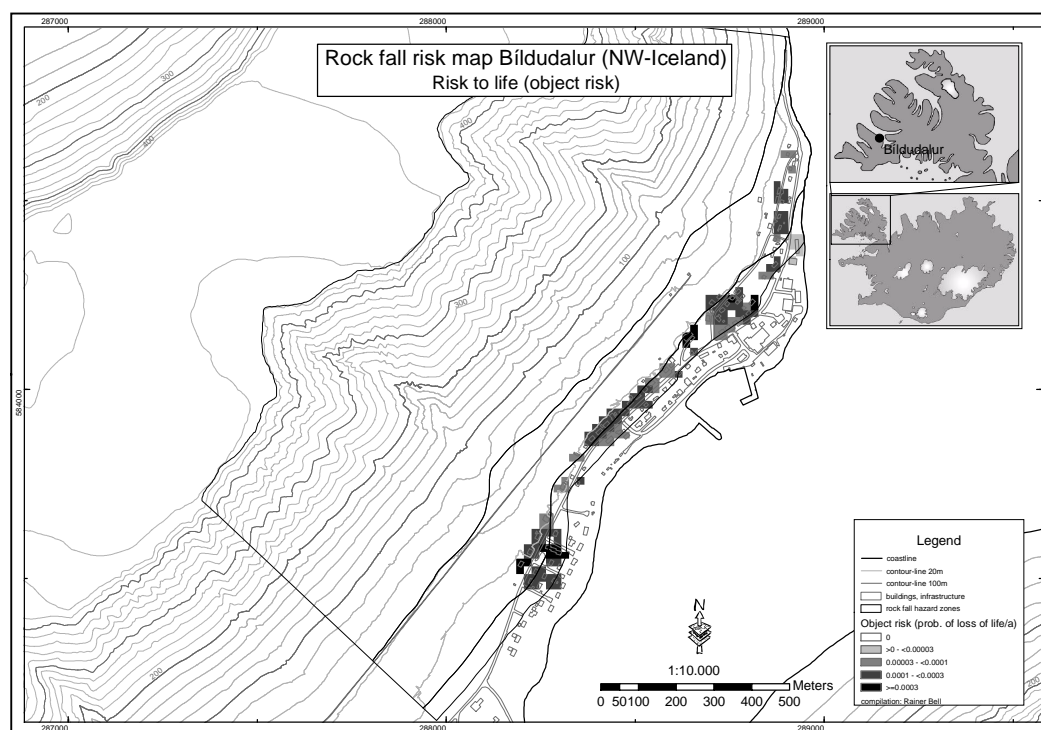 287000
288000
289000
Rock fall risk map Bíldudalur (NW-Iceland)
Risk to life (object risk)
Bíldudalur
300
200
400
400
100
300
584000
200
200
Legend
coastline
contour-line 20m
contour-line 100m
buildings, infrastructure
rock fall hazard zones
Object risk (prob. of loss of life/a)
0
>0 - <0.00003
0.00003 - <0.0001
0.0001 - <0.0003
>=0.0003
compilation: Rainer Bell
N
1:10.000
0 50100 200 300 400 500 Meters
287000
288000
289000